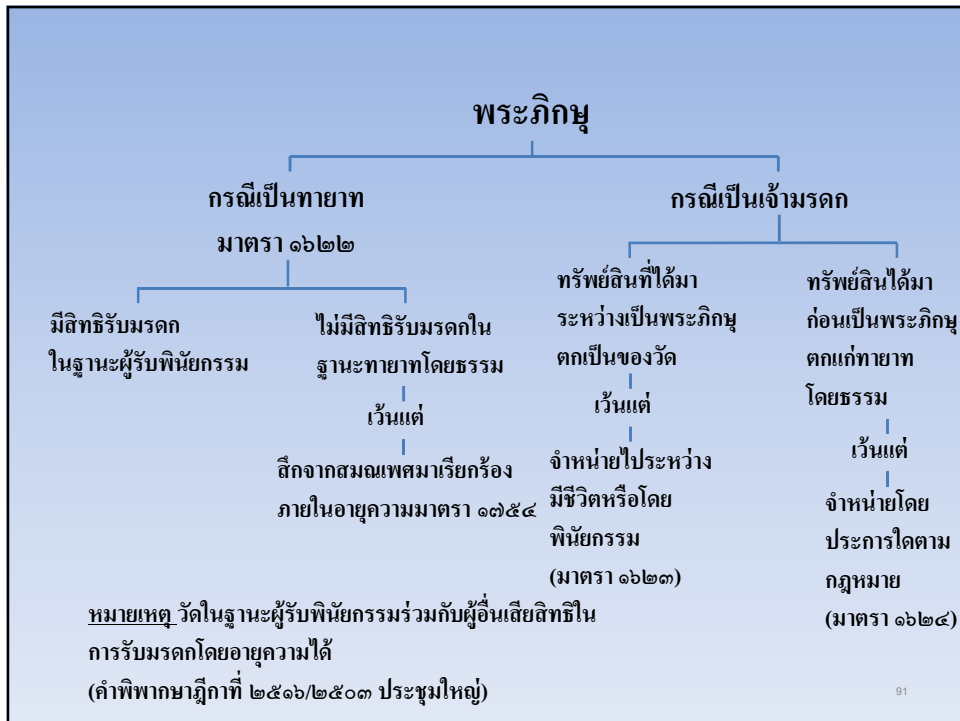 พระภิกษุ
กรณีเป็นทายาท
มาตรา ๑๖๒๒
มีสิทธิรับมรดก
ในฐานะผู้รับพินัยกรรม
ไม่มีสิทธิรับมรดกใน
ฐานะทายาทโดยธรรม
เว้นแต่
สึกจากสมณเพศมาเรียกร้อง
ภายในอายุความมาตรา ๑๗๕๔
กรณีเป็นเจ้ามรดก
ทรัพย์สินที่ได้มา
ระหว่างเป็นพระภิกษุ
ตกเป็นของวัด
เว้นแต่
จำหน่ายไประหว่าง
มีชีวิตหรือโดย
พินัยกรรม
(มาตรา ๑๖๒๓)
ทรัพย์สินได้มา
ก่อนเป็นพระภิกษุ
ตกแก่ทายาท
โดยธรรม
เว้นแต่
จำหน่ายโดย
ประการใดตาม
กฎหมาย
(มาตรา ๑๖๒๔)
หมายเหตุ วัดในฐานะผู้รับพินัยกรรมร่วมกับผู้อื่นเสียสิทธิใน
การรับมรดกโดยอายุความได้
(คำพิพากษาฎีกาที่ ๒๕๑๖/๒๕๐๓ ประชุมใหญ่)
91